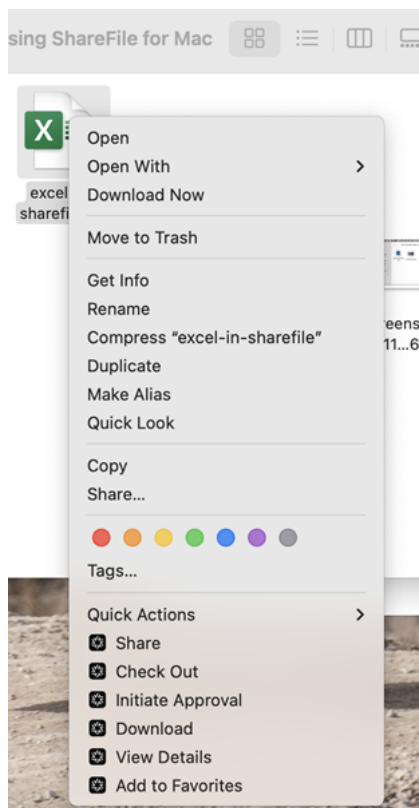 sing ShareFile for Mac
X
excel
sharefi
Open
Open With
Download Now
Move to Trash
Get Info
Rename
Compress “excel-in-sharefile”
Duplicate
Make Alias
Quick Look
Copy
Share...
Tags...
Quick Actions
Share
Check Out
Initiate Approval
Download
View Details
Add to Favorites
reens
11...6